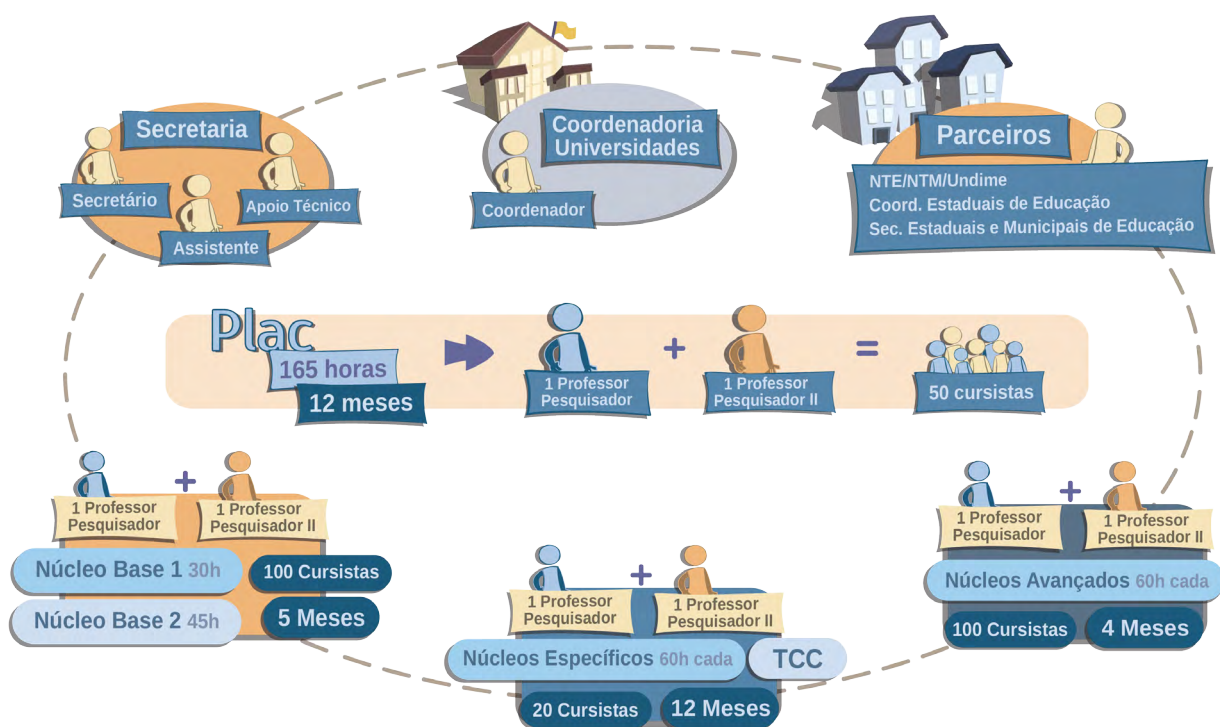 Secretaria
Secretário
Apoio Técnico
Assistente
Coordenadoria
Universidades
Coordenador
Parceiros
NTE/NTM/Undime
Coord. Estaduais de Educação
Sec. Estaduais e Municipais de Educação
Plac
165 horas
12 meses
1 Professor
Pesquisador
+
1 Professor
Pesquisador II
=
50 cursistas
+
1 Professor
Pesquisador
1 Professor
Pesquisador II
Núcleo Base 1 30h
100 Cursistas
Núcleo Base 2 45h
5 Meses
+
1 Professor
Pesquisador
1 Professor
Pesquisador II
Núcleos Específicos 60h cada
TCC
20 Cursistas
12 Meses
+
1 Professor
Pesquisador
1 Professor
Pesquisador II
Núcleos Avançados 60h cada
100 Cursistas
4 Meses